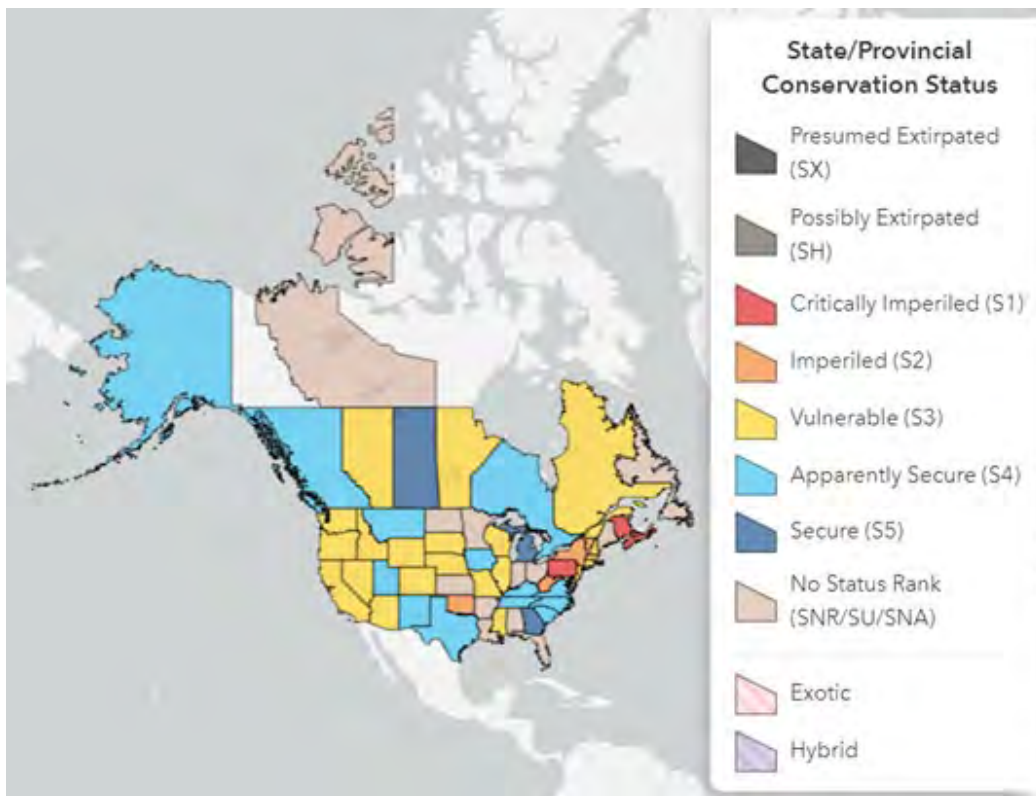 State/Provincial
Conservation Status
Presumed Extirpated
(SX)
Possibly Extirpated
(SH)
Critically Imperiled (S1)
Imperiled (S2)
Vulnerable (S3)
Apparently Secure (S4)
Secure (S5)
No Status Rank
(SNR/SU/SNA)
Exotic
Hybrid